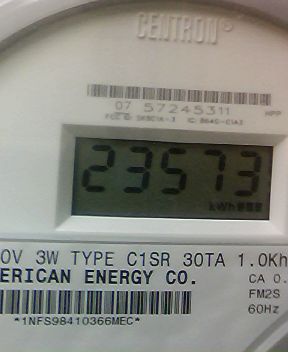 CENTRON®
07 57245311
HPP
23573
kWh
0V 3W TYPE C1SR 30TA 1.0Kh
ERICAN ENERGY CO.
CA 0.
FM2S
60Hz
*1NFS98410366MEC*